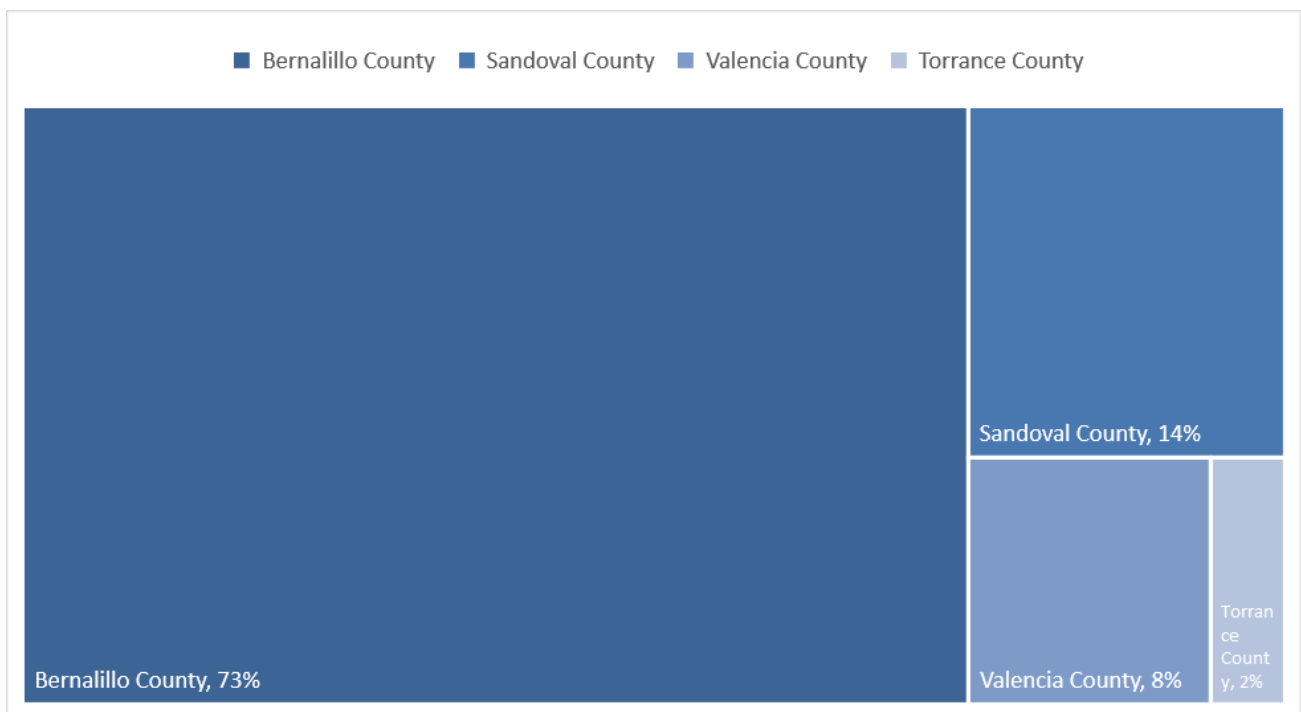 Bernalillo County Sandoval County Valencia County Torrance County
Sandoval County, 14%
Bernalillo County, 73%
Valencia County, 8%
Torran
ce
Count
y, 2%